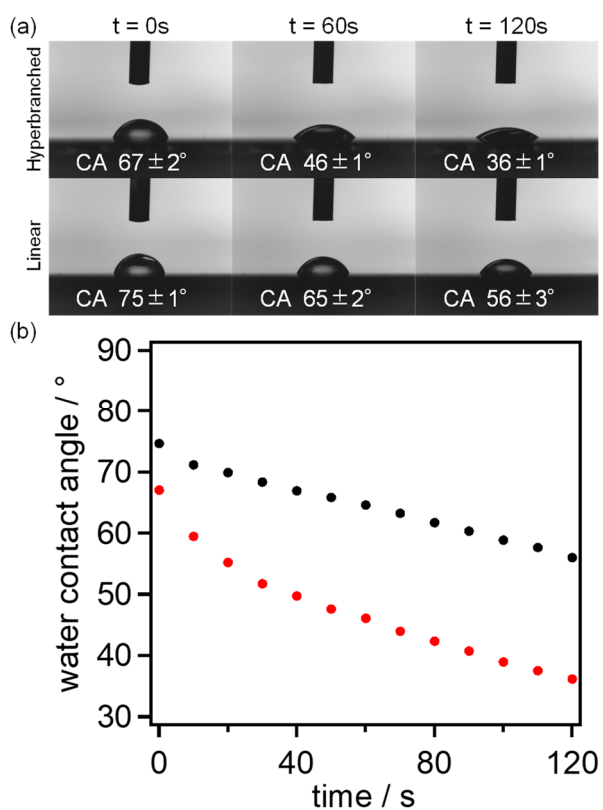 (a) t = 0s t = 60s t = 120s
Hyperbranched
CA 67±2° CA 46±1° CA 36±1°
Linear
CA 75±1° CA 65±2° CA 56±3°
(b)
90
80
70
60
50
40
30
water contact angle / °
0 40 80 120
time / s